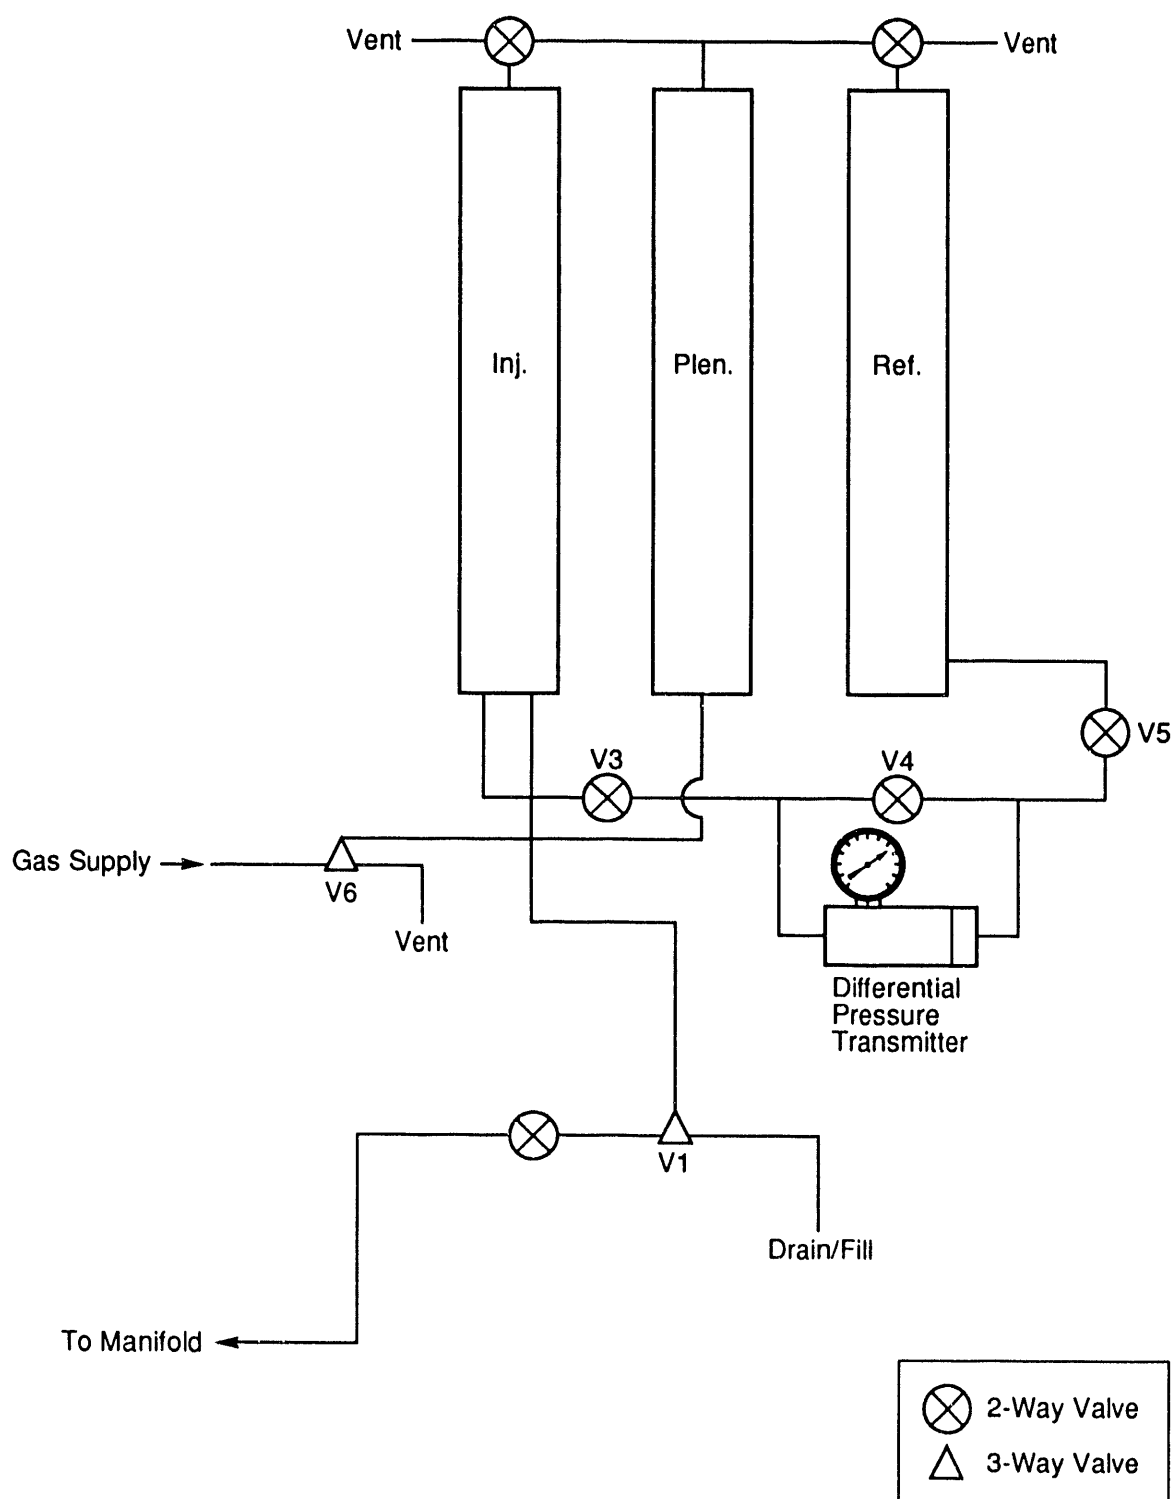 Vent
Vent
Inj.
Plen.
Ref.
V5
V3
V4
Gas Supply
V6
Vent
Differential
Pressure
Transmitter
V1
Drain/Fill
To Manifold
2-Way Valve
3-Way Valve